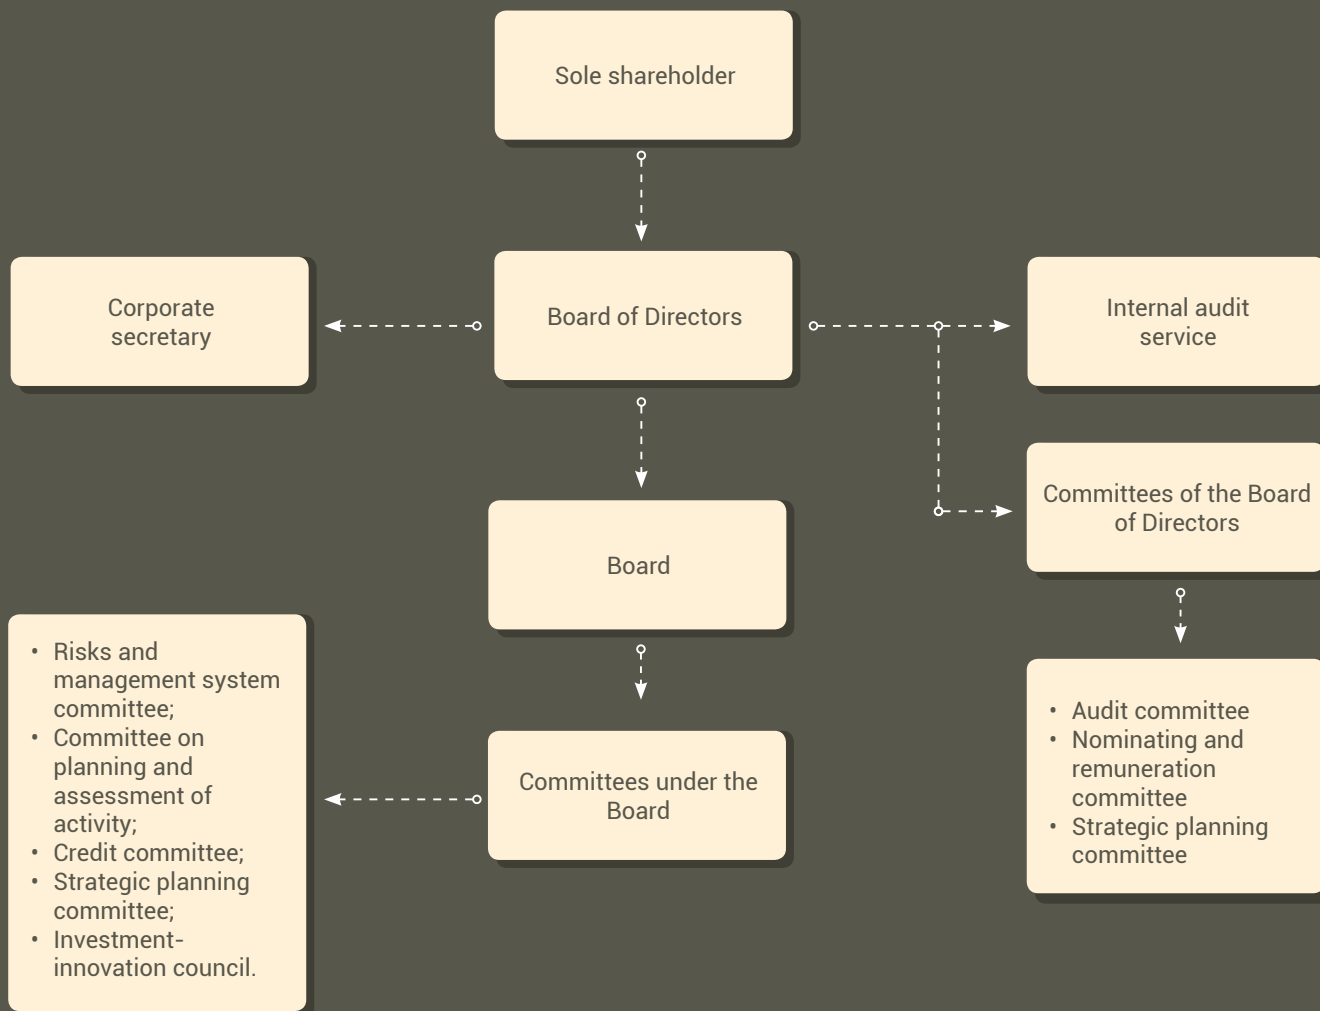 Sole shareholder
Corporate
secretary
Board of Directors
Internal audit
service
Committees of the Board
of Directors
Board
• Risks and
management system
committee;
• Committee on
planning and
assessment of
activity;
• Credit committee;
• Strategic planning
committee;
• Investment-
innovation council.
Committees under the
Board
• Audit committee
• Nominating and
remuneration
committee
• Strategic planning
committee